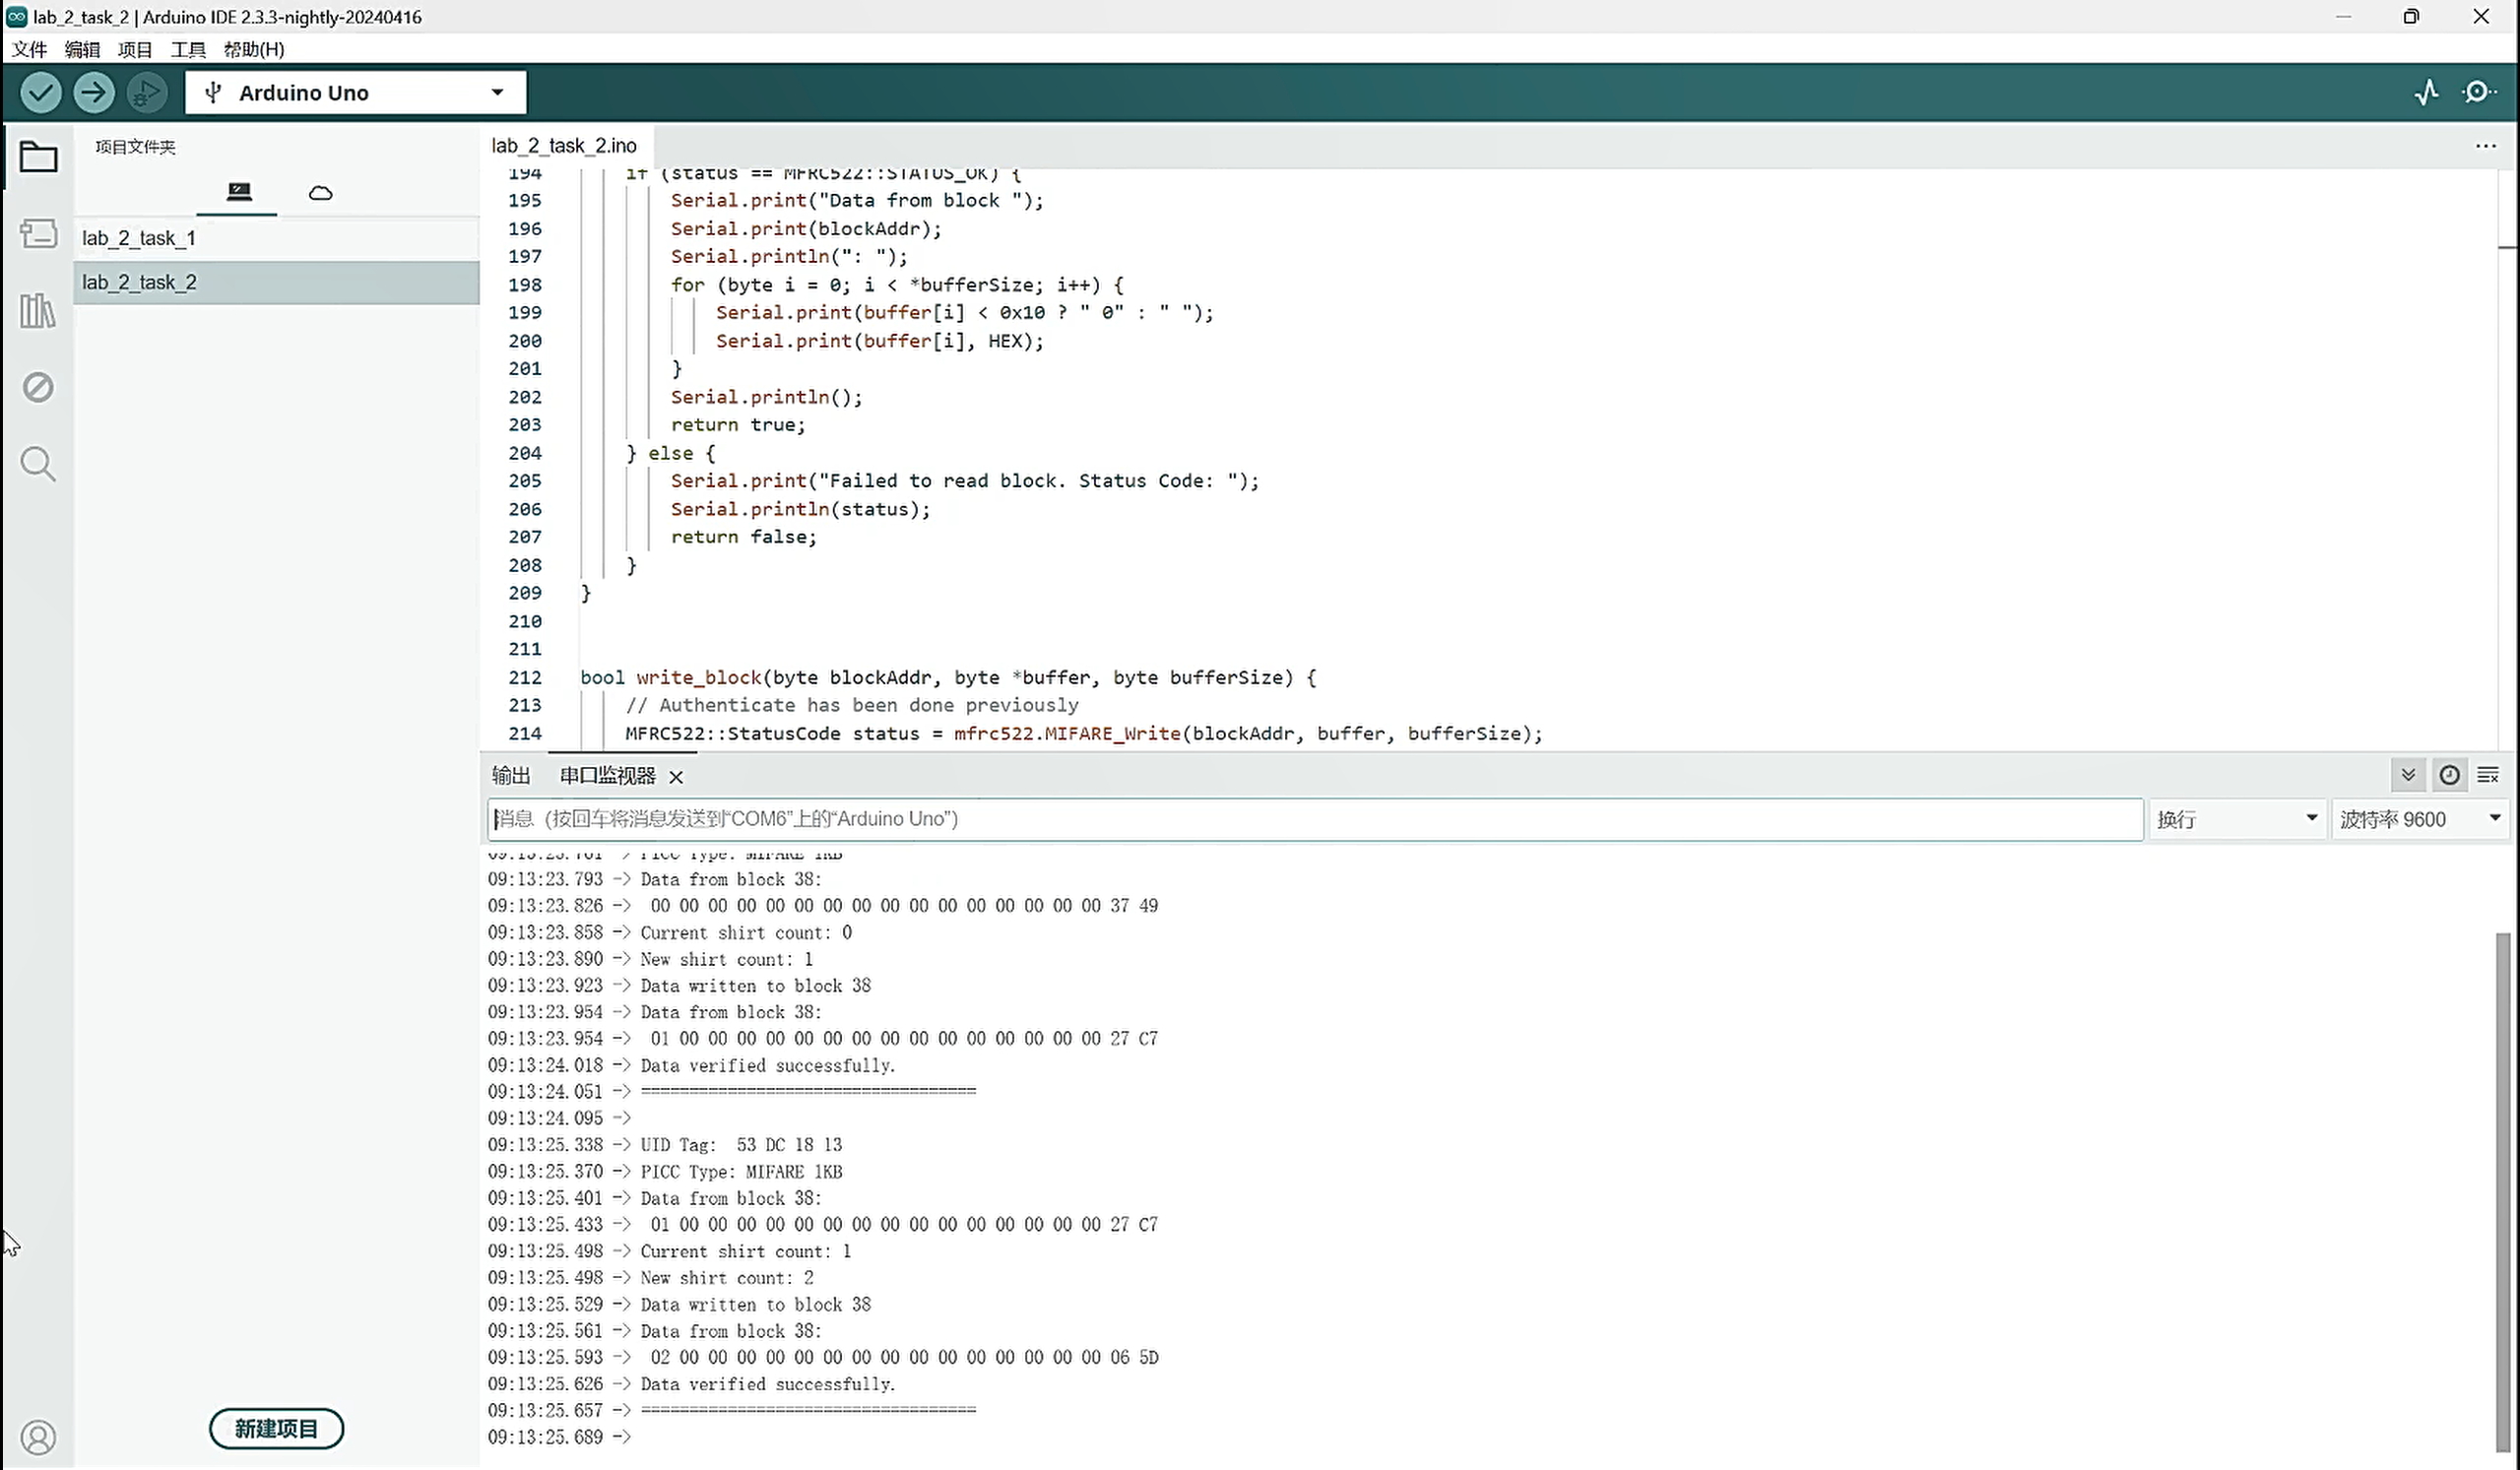 lab_2_task_2 | Arduino IDE 2.3.3-nightly-20240416
文件 编辑 项目 工具 帮助(H)
Arduino Uno
项目文件夹
lab_2_task_1
lab_2_task_2
新建项目
lab_2_task_2.ino
194 if (status == MFRC522::STATUS_OK) {
195 Serial.print("Data from block ");
196 Serial.print(blockAddr);
197 Serial.println(": ");
198 for (byte i = 0; i < *bufferSize; i++) {
199 Serial.print(buffer[i] < 0x10 ? " 0" : " ");
200 Serial.print(buffer[i], HEX);
201 }
202 Serial.println();
203 return true;
204 } else {
205 Serial.print("Failed to read block. Status Code: ");
206 Serial.println(status);
207 return false;
208 }
209 }
210
211
212 bool write_block(byte blockAddr, byte *buffer, byte bufferSize) {
213 // Authenticate has been done previously
214 MFRC522::StatusCode status = mfrc522.MIFARE_Write(blockAddr, buffer, bufferSize);
输出 串口监视器
消息（按回车将消息发送到“COM6”上的“Arduino Uno”） 换行 波特率 9600
09:13:23.761 -> PICC Type: MIFARE 1KB
09:13:23.793 -> Data from block 38:
09:13:23.826 -> 00 00 00 00 00 00 00 00 00 00 00 00 00 00 00 00 37 49
09:13:23.858 -> Current shirt count: 0
09:13:23.890 -> New shirt count: 1
09:13:23.923 -> Data written to block 38
09:13:23.954 -> Data from block 38:
09:13:23.954 -> 01 00 00 00 00 00 00 00 00 00 00 00 00 00 00 00 27 C7
09:13:24.018 -> Data verified successfully.
09:13:24.051 -> ===================================
09:13:24.095 ->
09:13:25.338 -> UID Tag: 53 DC 18 13
09:13:25.370 -> PICC Type: MIFARE 1KB
09:13:25.401 -> Data from block 38:
09:13:25.433 -> 01 00 00 00 00 00 00 00 00 00 00 00 00 00 00 00 27 C7
09:13:25.498 -> Current shirt count: 1
09:13:25.498 -> New shirt count: 2
09:13:25.529 -> Data written to block 38
09:13:25.561 -> Data from block 38:
09:13:25.593 -> 02 00 00 00 00 00 00 00 00 00 00 00 00 00 00 00 06 5D
09:13:25.626 -> Data verified successfully.
09:13:25.657 -> ===================================
09:13:25.689 ->